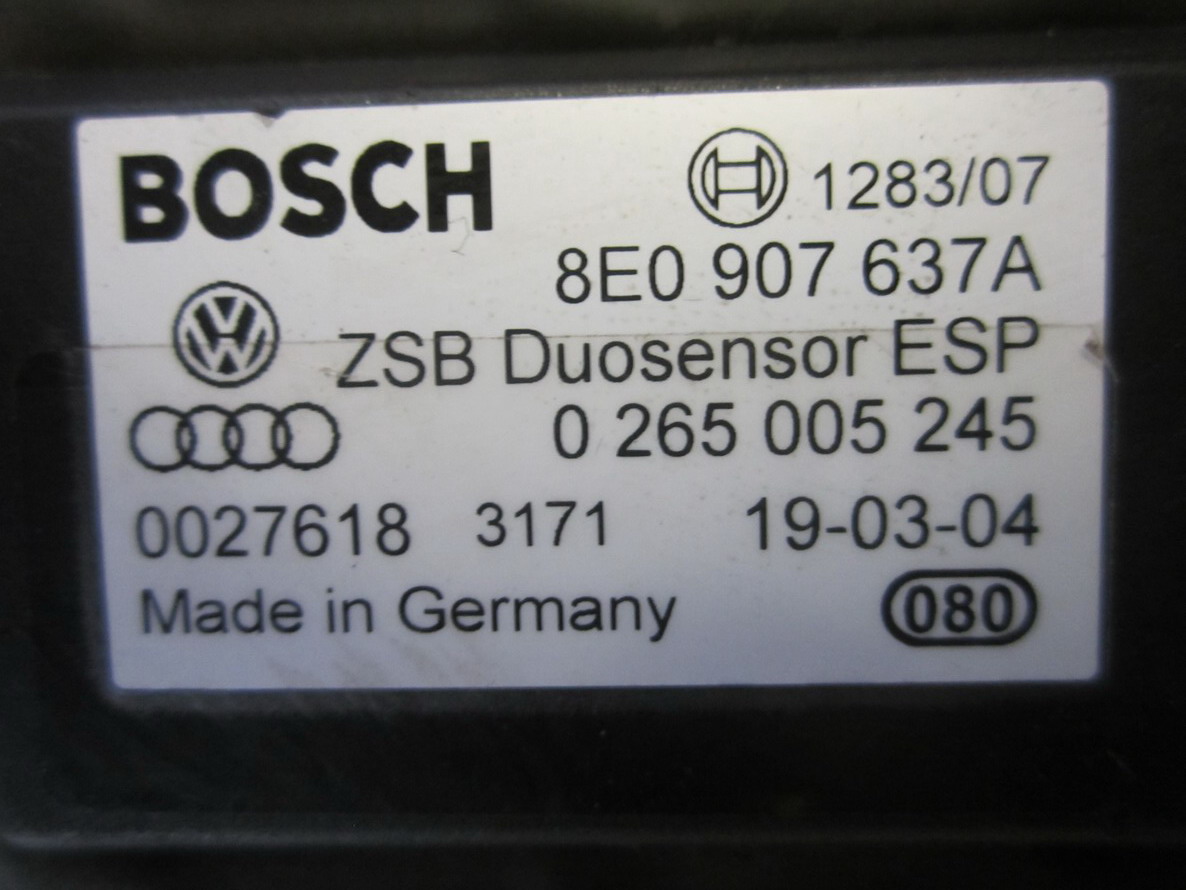 BOSCH 1283/07
8E0 907 637A
ZSB Duosensor ESP
0 265 005 245
0027618 3171 19-03-04
Made in Germany 080